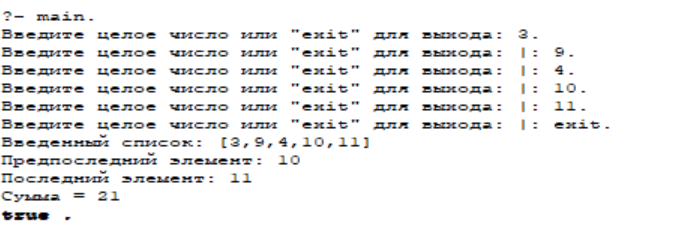 ?- main.
Введите целое число или "exit" для выхода: 3.
Введите целое число или "exit" для выхода: |: 9.
Введите целое число или "exit" для выхода: |: 4.
Введите целое число или "exit" для выхода: |: 10.
Введите целое число или "exit" для выхода: |: 11.
Введите целое число или "exit" для выхода: |: exit.
Введенный список: [3,9,4,10,11]
Предпоследний элемент: 10
Последний элемент: 11
Сумма = 21
true .